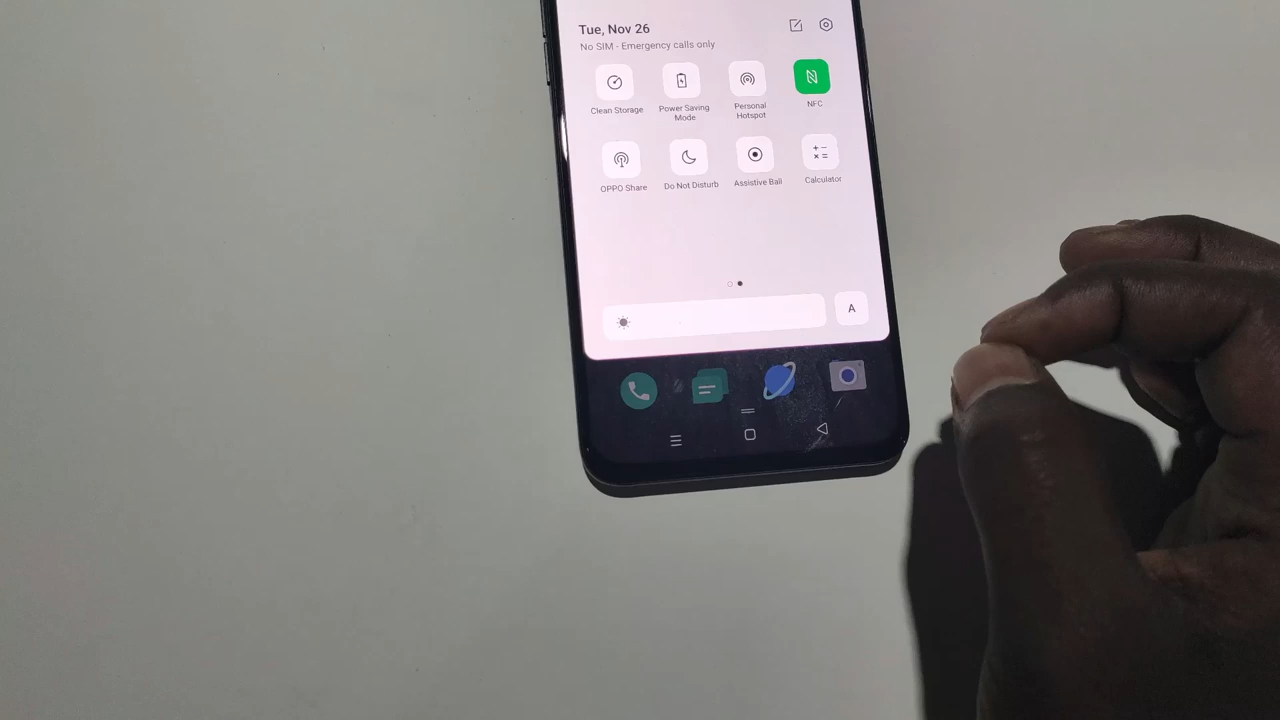 Tue, Nov 26
No SIM - Emergency calls only
Clean Storage
Power Saving
Mode
Personal
Hotspot
NFC
OPPO Share
Do Not Disturb
Assistive Ball
Calculator
A